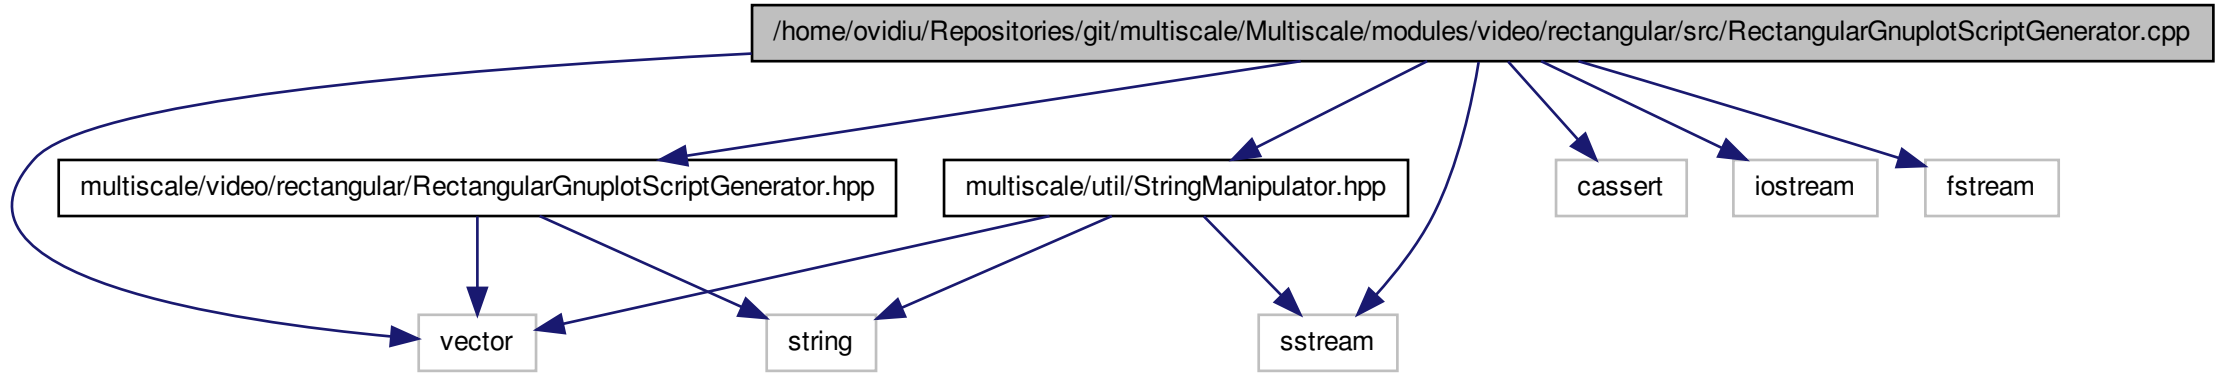 /home/ovidiu/Repositories/git/multiscale/Multiscale/modules/video/rectangular/src/RectangularGnuplotScriptGenerator.cpp
multiscale/video/rectangular/RectangularGnuplotScriptGenerator.hpp
multiscale/util/StringManipulator.hpp
cassert
iostream
fstream
vector
string
sstream